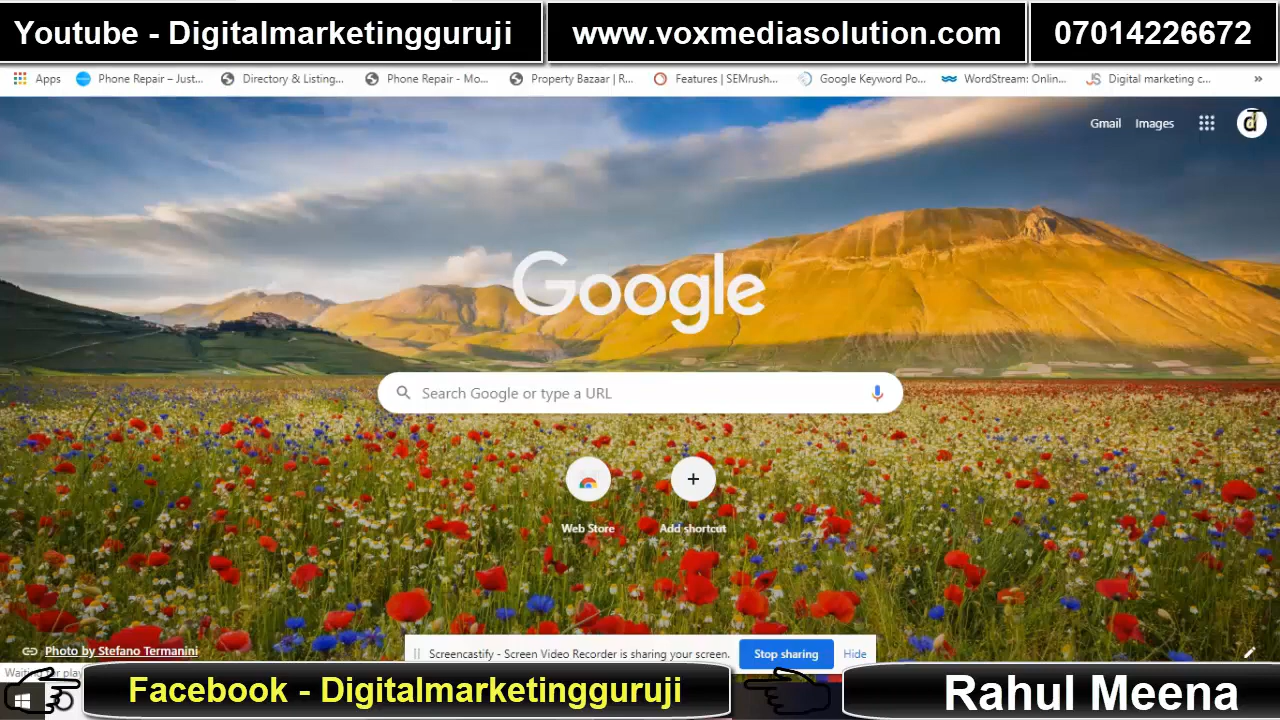 Youtube - Digitalmarketingguruji
www.voxmediasolution.com
07014226672
Apps
Phone Repair – Just...
Directory & Listing...
Phone Repair - Mo...
Property Bazaar | R...
Features | SEMrush...
Google Keyword Po...
WordStream: Onlin...
Digital marketing c...
Gmail
Images
Google
Search Google or type a URL
Web Store
Add shortcut
Photo by Stefano Termanini
Screencastify - Screen Video Recorder is sharing your screen.
Stop sharing
Hide
Facebook - Digitalmarketingguruji
Rahul Meena